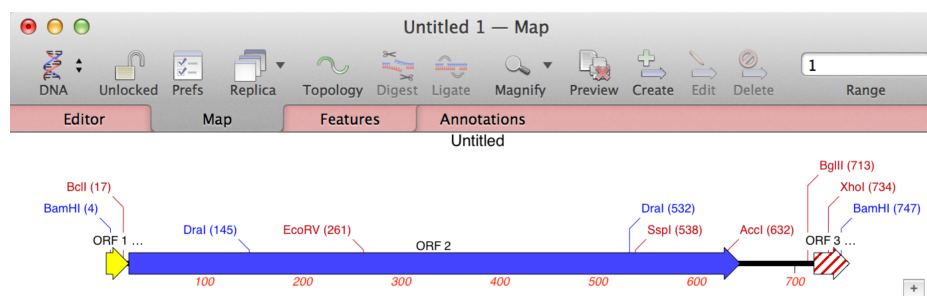 Untitled 1 — Map
DNA Unlocked Prefs Replica Topology Digest Ligate Magnify Preview Create Edit Delete 1 Range
Editor Map Features Annotations
Untitled
BglII (713)
BclI (17) XhoI (734)
BamHI (4) DraI (532) BamHI (747)
DraI (145) EcoRV (261) SspI (538) AccI (632)
ORF 1 ... ORF 2 ORF 3 ...
100 200 300 400 500 600 700
+